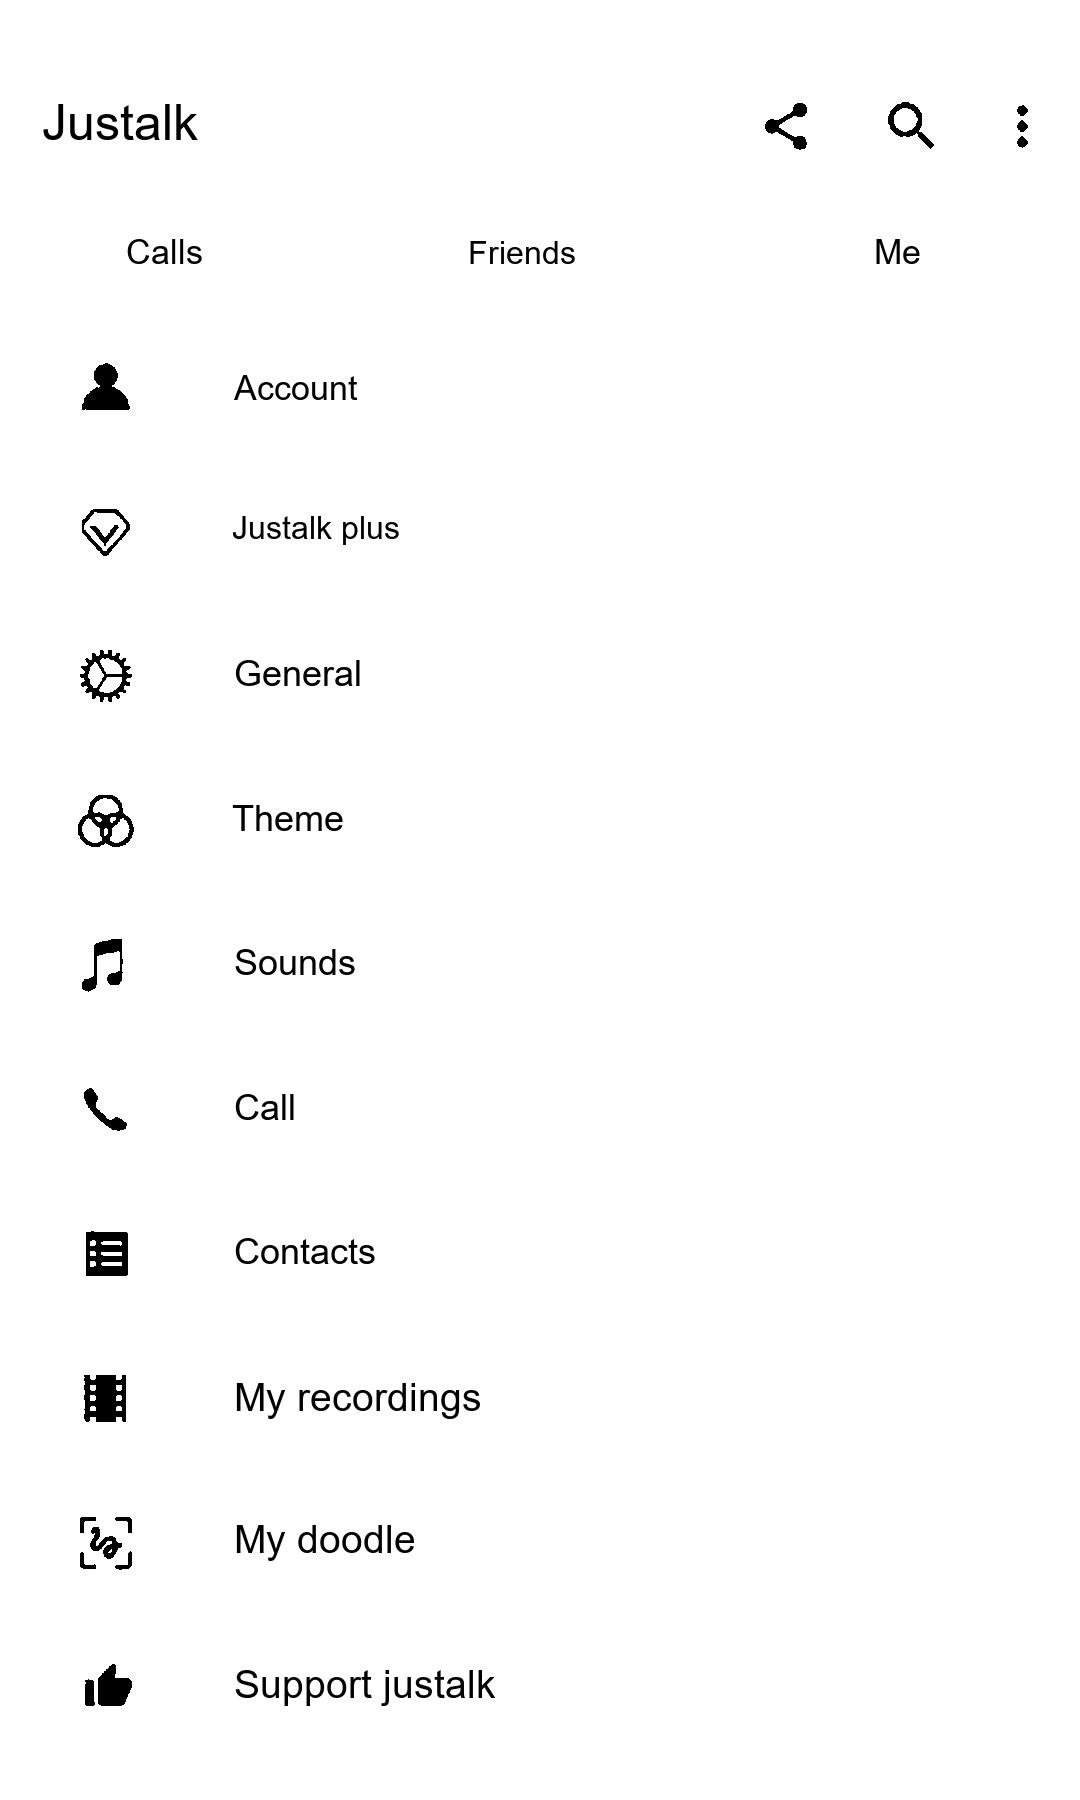 Justalk
Calls Friends Me
Account
Justalk plus
General
Theme
Sounds
Call
Contacts
My recordings
My doodle
Support justalk